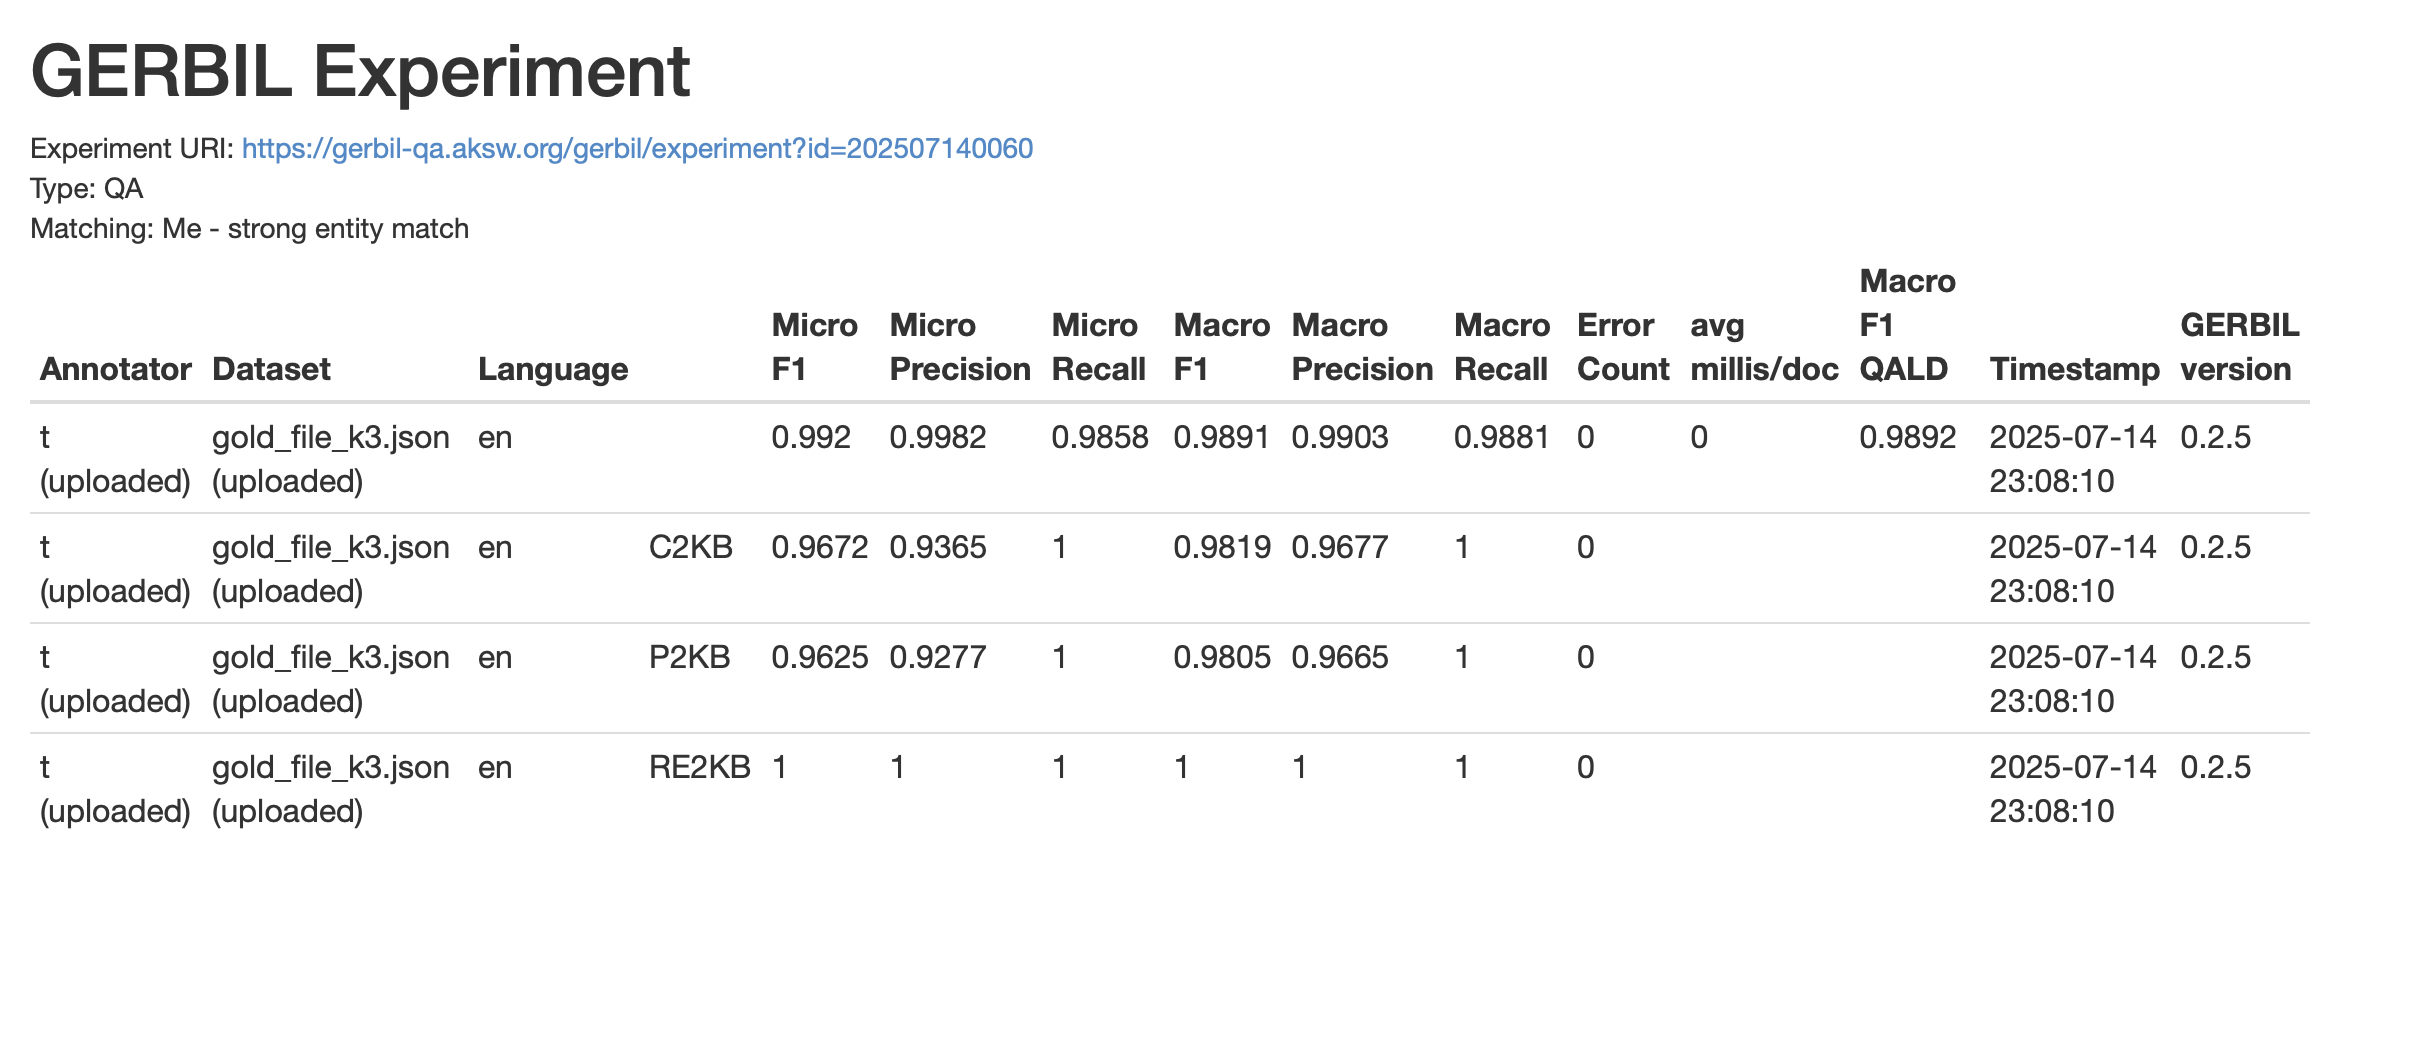 GERBIL Experiment
Experiment URI: https://gerbil-qa.aksw.org/gerbil/experiment?id=202507140060
Type: QA
Matching: Me - strong entity match
Annotator Dataset Language Micro F1 Micro Precision Micro Recall Macro F1 Macro Precision Macro Recall Error Count avg millis/doc Macro F1 QALD Timestamp GERBIL version
t gold_file_k3.json en 0.992 0.9982 0.9858 0.9891 0.9903 0.9881 0 0 0.9892 2025-07-14 0.2.5
(uploaded) (uploaded) 23:08:10
t gold_file_k3.json en C2KB 0.9672 0.9365 1 0.9819 0.9677 1 0 2025-07-14 0.2.5
(uploaded) (uploaded) 23:08:10
t gold_file_k3.json en P2KB 0.9625 0.9277 1 0.9805 0.9665 1 0 2025-07-14 0.2.5
(uploaded) (uploaded) 23:08:10
t gold_file_k3.json en RE2KB 1 1 1 1 1 1 0 2025-07-14 0.2.5
(uploaded) (uploaded) 23:08:10